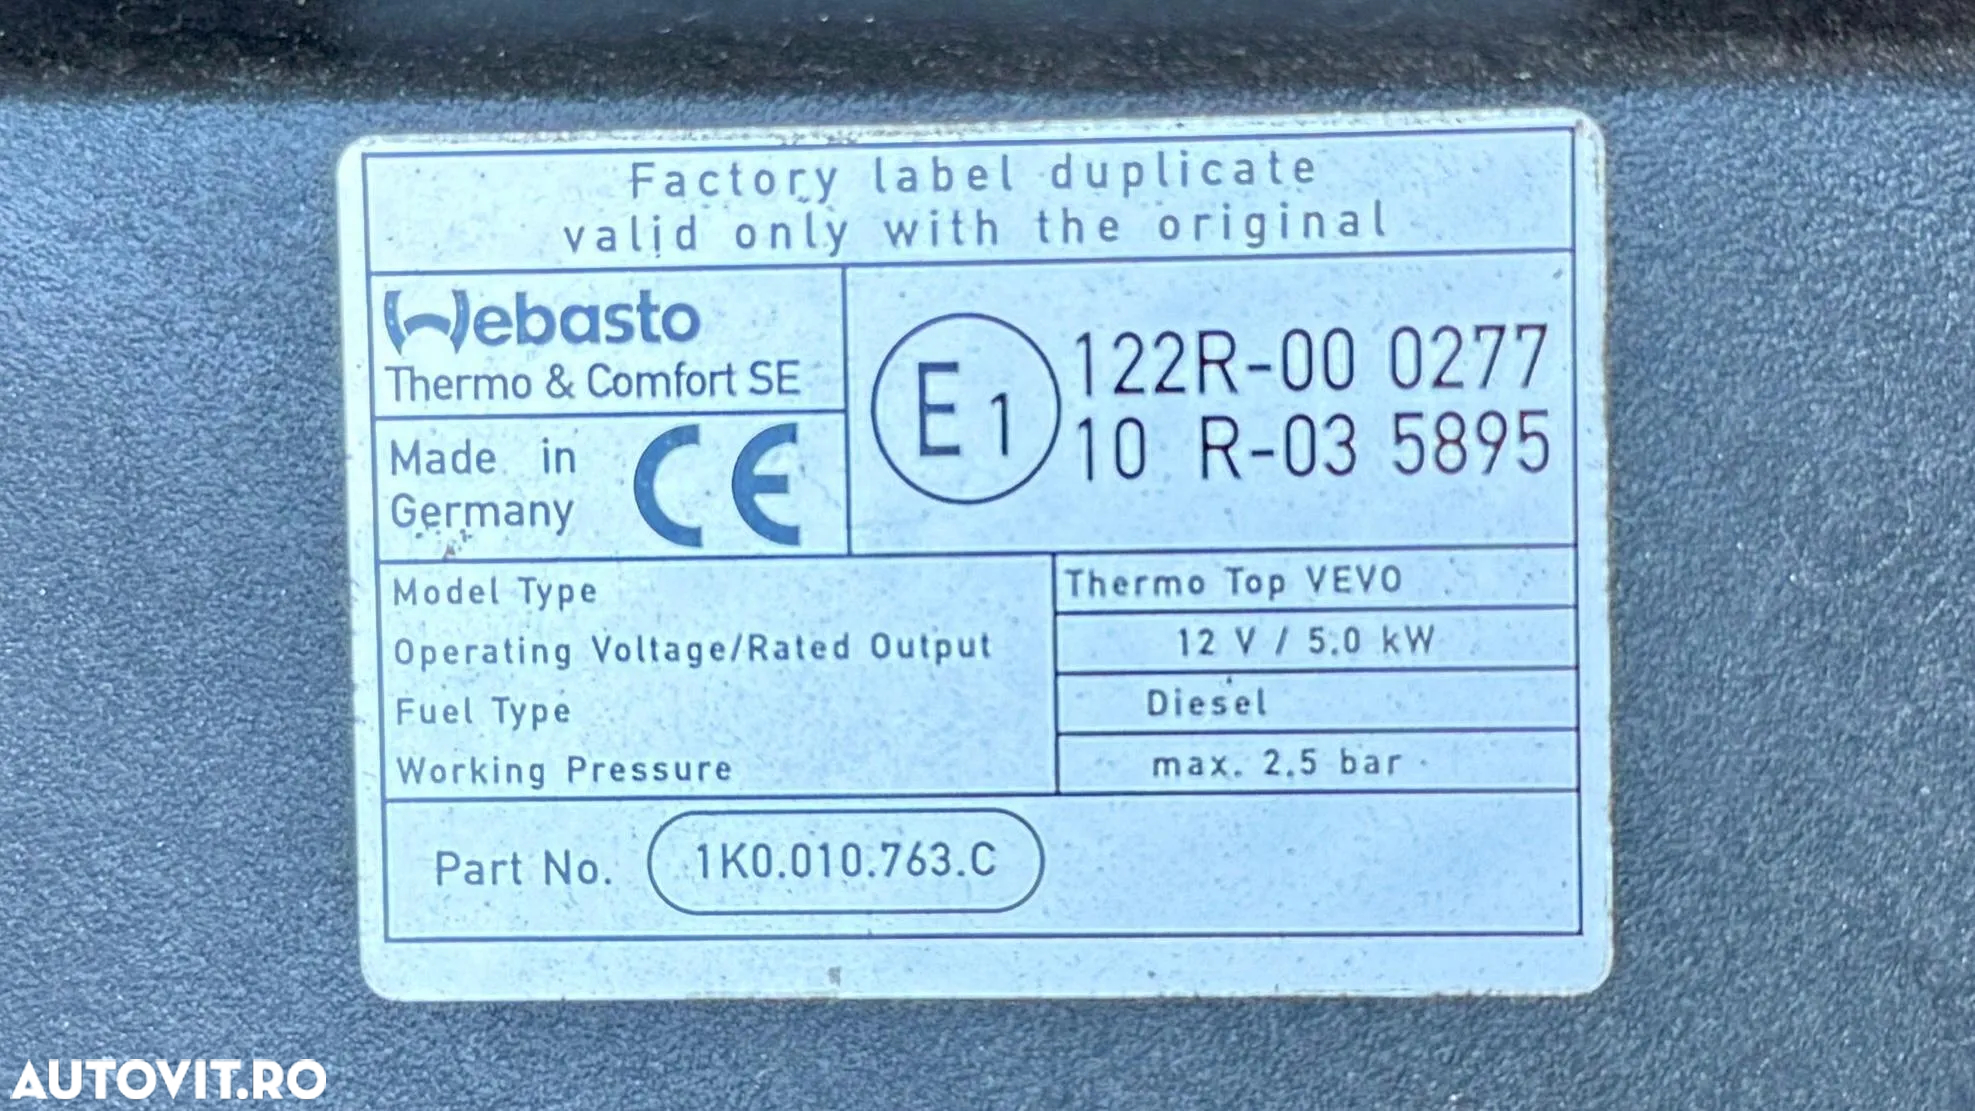 Factory label duplicate
valid only with the original
Webasto
Thermo & Comfort SE
Made in
Germany
CE
E1
122R-00 0277
10 R-03 5895
Model Type
Thermo Top VEVO
Operating Voltage/Rated Output
12 V / 5.0 kW
Fuel Type
Diesel
Working Pressure
max. 2.5 bar
Part No. 1K0.010.763.C
AUTOVIT.RO